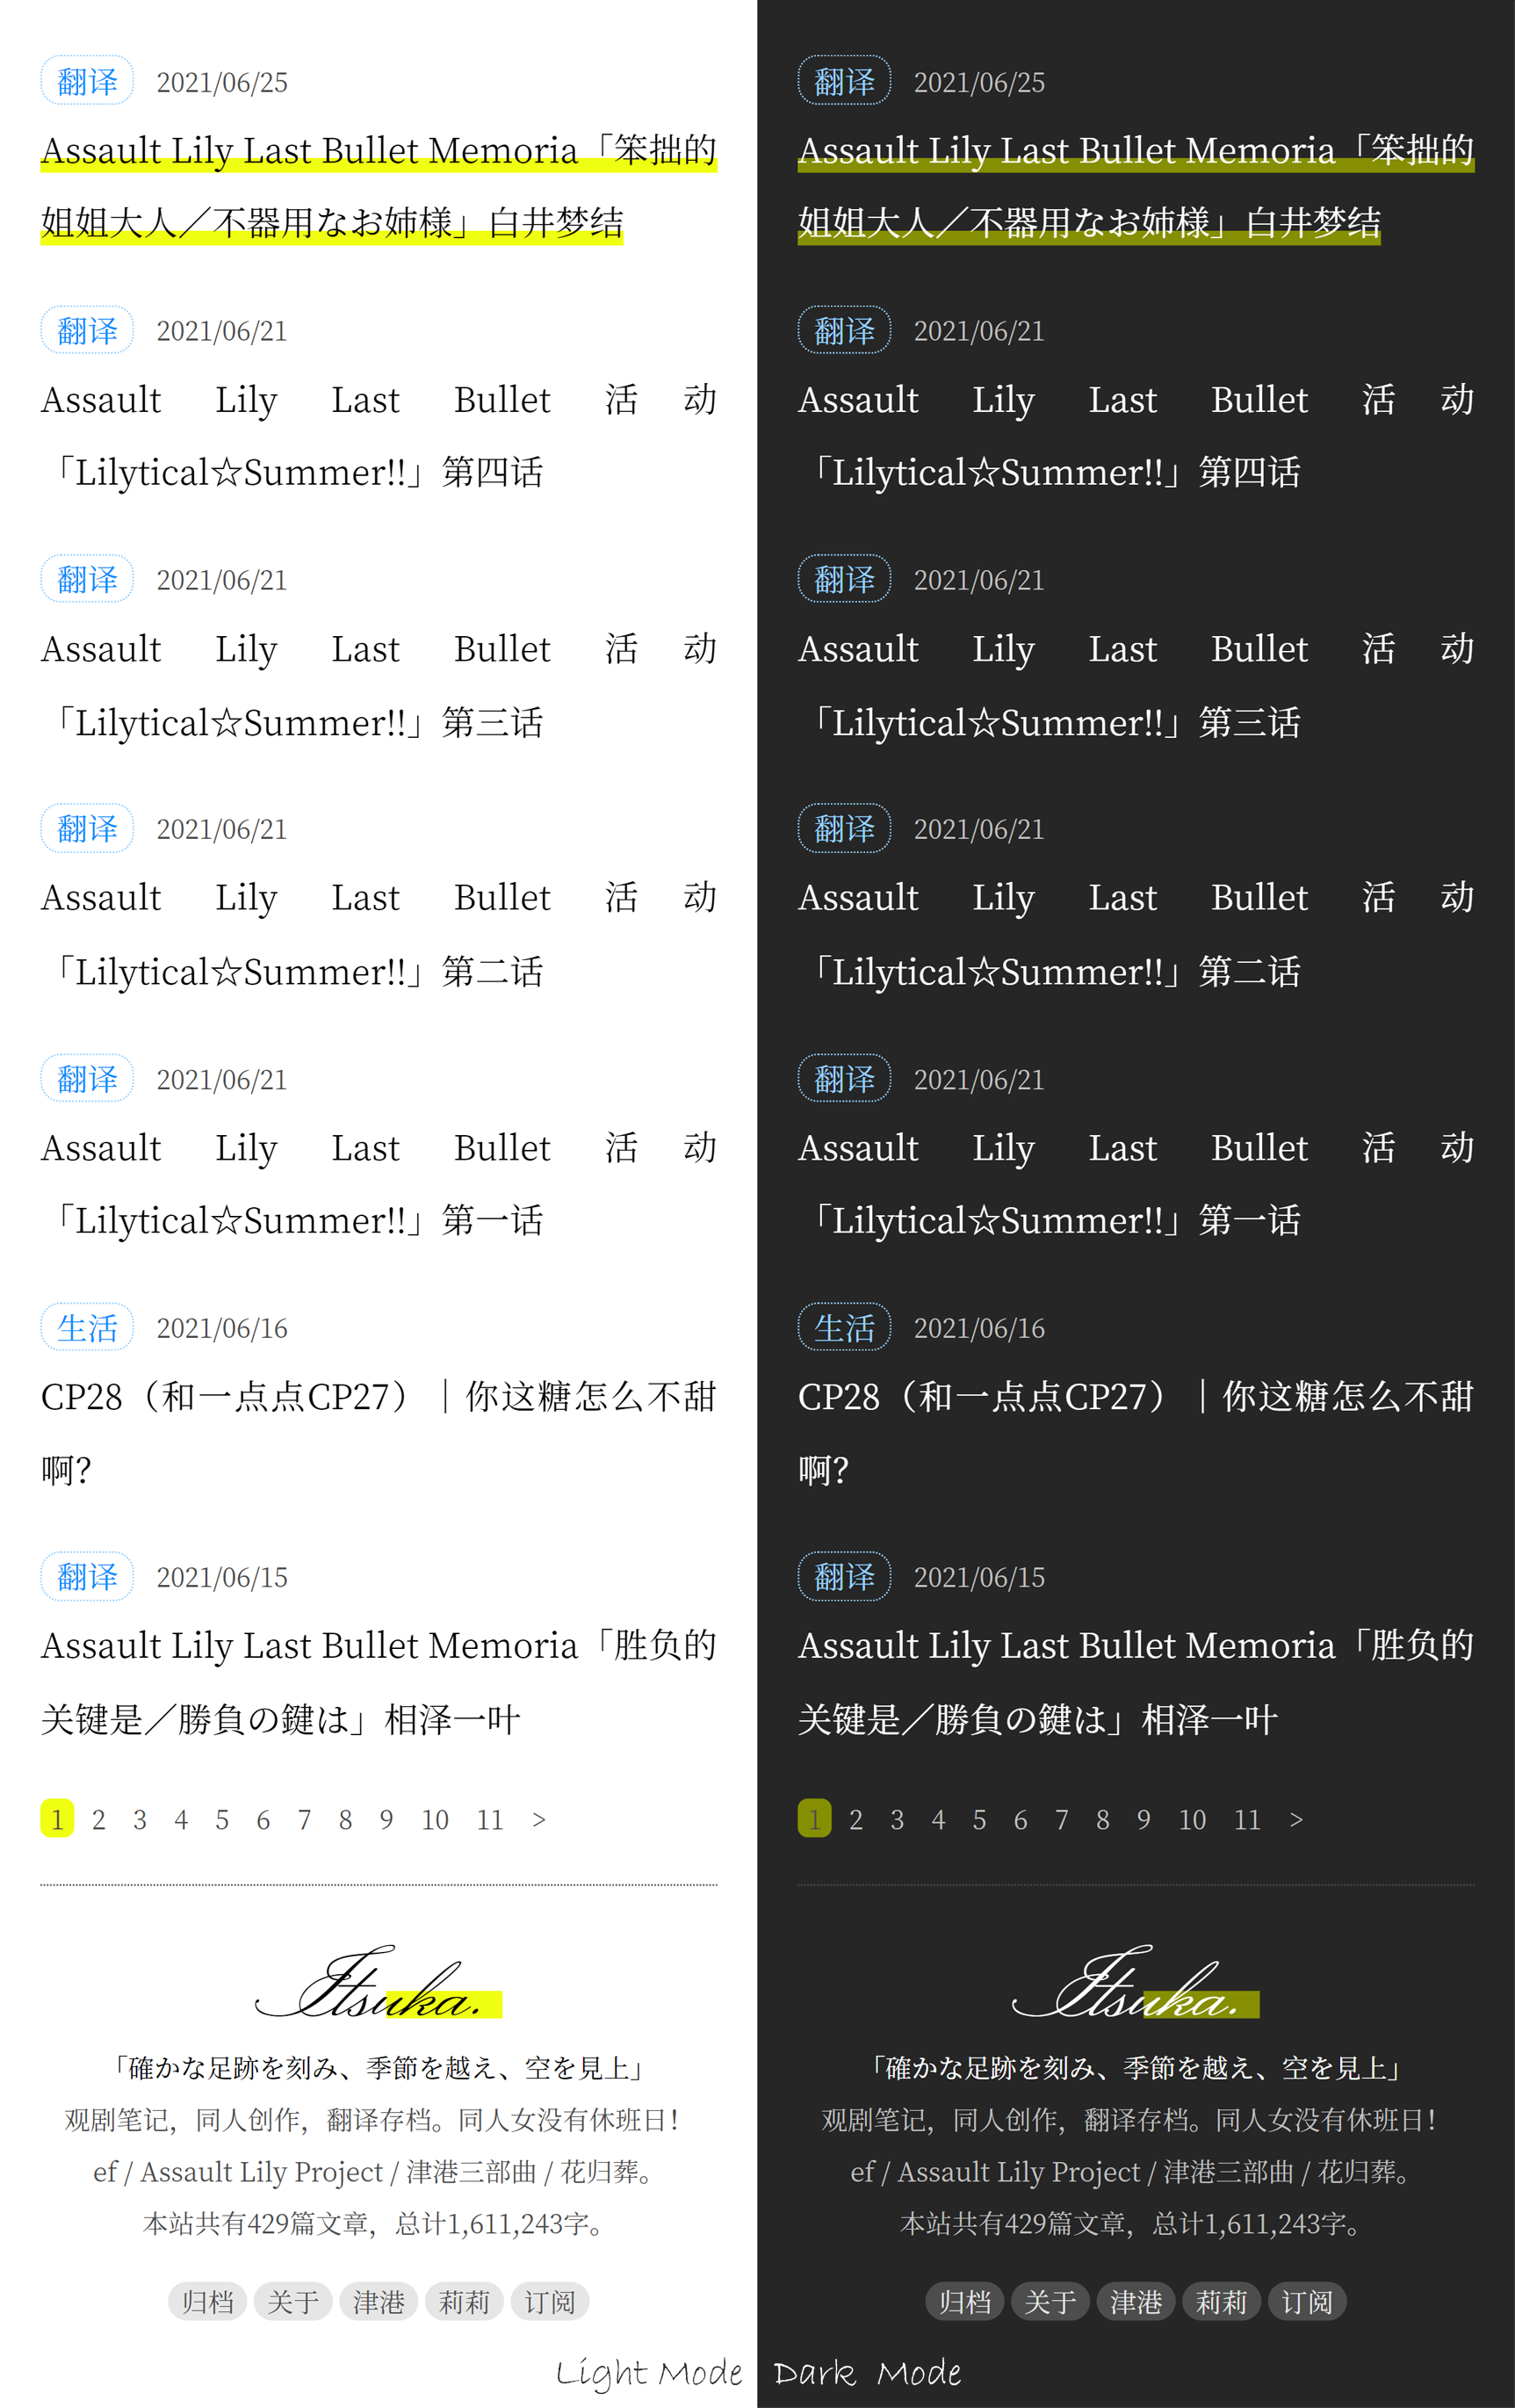 翻译 2021/06/25
Assault Lily Last Bullet Memoria「笨拙的
姐姐大人／不器用なお姉様」白井梦结
翻译 2021/06/21
Assault Lily Last Bullet 活动
「Lilytical☆Summer!!」第四话
翻译 2021/06/21
Assault Lily Last Bullet 活动
「Lilytical☆Summer!!」第三话
翻译 2021/06/21
Assault Lily Last Bullet 活动
「Lilytical☆Summer!!」第二话
翻译 2021/06/21
Assault Lily Last Bullet 活动
「Lilytical☆Summer!!」第一话
生活 2021/06/16
CP28（和一点点CP27）｜你这糖怎么不甜
啊？
翻译 2021/06/15
Assault Lily Last Bullet Memoria「胜负的
关键是／勝負の鍵は」相泽一叶
1 2 3 4 5 6 7 8 9 10 11 >
Itsuka.
「確かな足跡を刻み、季節を越え、空を見上」
观剧笔记，同人创作，翻译存档。同人女没有休班日！
ef / Assault Lily Project / 津港三部曲 / 花归葬。
本站共有429篇文章，总计1,611,243字。
归档 关于 津港 莉莉 订阅
Light Mode
翻译 2021/06/25
Assault Lily Last Bullet Memoria「笨拙的
姐姐大人／不器用なお姉様」白井梦结
翻译 2021/06/21
Assault Lily Last Bullet 活动
「Lilytical☆Summer!!」第四话
翻译 2021/06/21
Assault Lily Last Bullet 活动
「Lilytical☆Summer!!」第三话
翻译 2021/06/21
Assault Lily Last Bullet 活动
「Lilytical☆Summer!!」第二话
翻译 2021/06/21
Assault Lily Last Bullet 活动
「Lilytical☆Summer!!」第一话
生活 2021/06/16
CP28（和一点点CP27）｜你这糖怎么不甜
啊？
翻译 2021/06/15
Assault Lily Last Bullet Memoria「胜负的
关键是／勝負の鍵は」相泽一叶
1 2 3 4 5 6 7 8 9 10 11 >
Itsuka.
「確かな足跡を刻み、季節を越え、空を見上」
观剧笔记，同人创作，翻译存档。同人女没有休班日！
ef / Assault Lily Project / 津港三部曲 / 花归葬。
本站共有429篇文章，总计1,611,243字。
归档 关于 津港 莉莉 订阅
Dark Mode